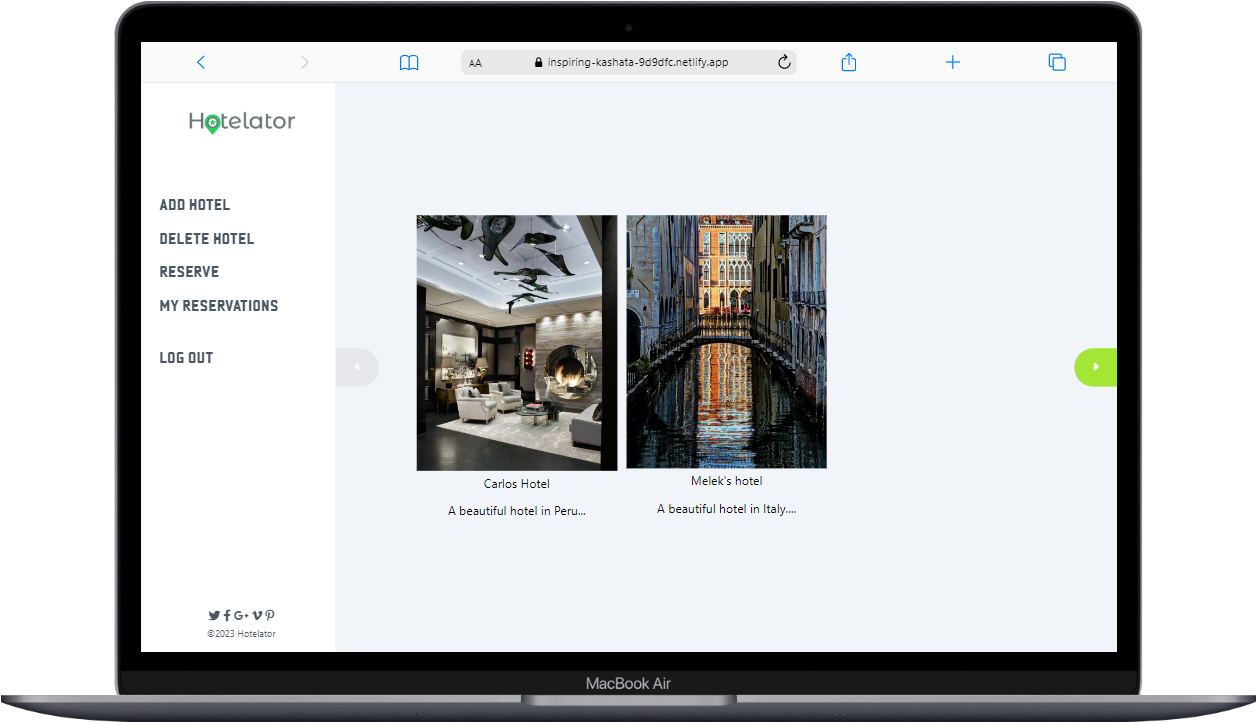 AA
inspiring-kashata-9d9dfc.netlify.app
Hotelator
ADD HOTEL
DELETE HOTEL
RESERVE
MY RESERVATIONS
LOG OUT
Carlos Hotel
A beautiful hotel in Peru...
Melek's hotel
A beautiful hotel in Italy....
G+
©2023 Hotelator
MacBook Air